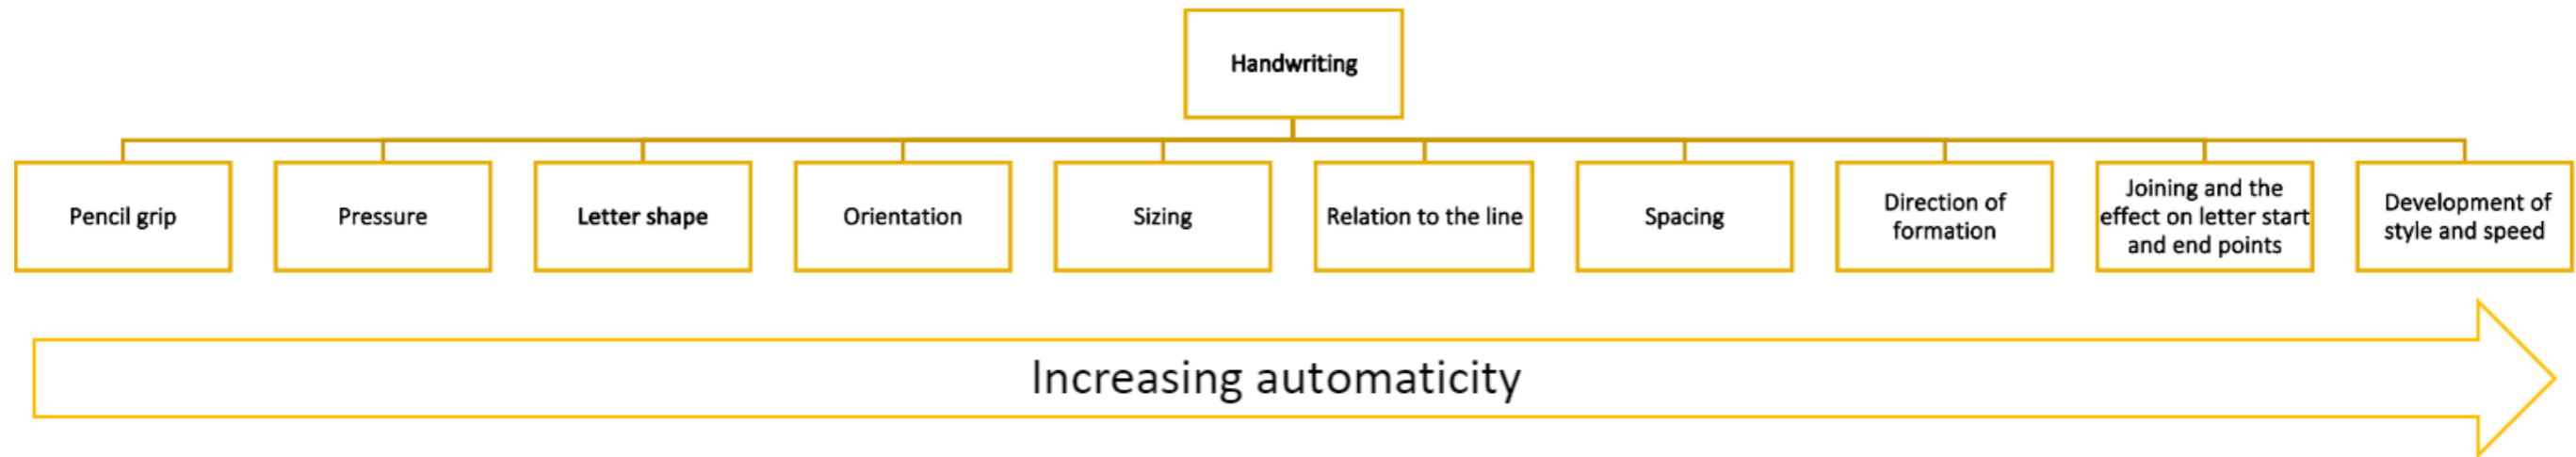 Handwriting
Pencil grip
Pressure
Letter shape
Orientation
Sizing
Relation to the line
Spacing
Direction of
formation
Joining and the
effect on letter start
and end points
Development of
style and speed
Increasing automaticity